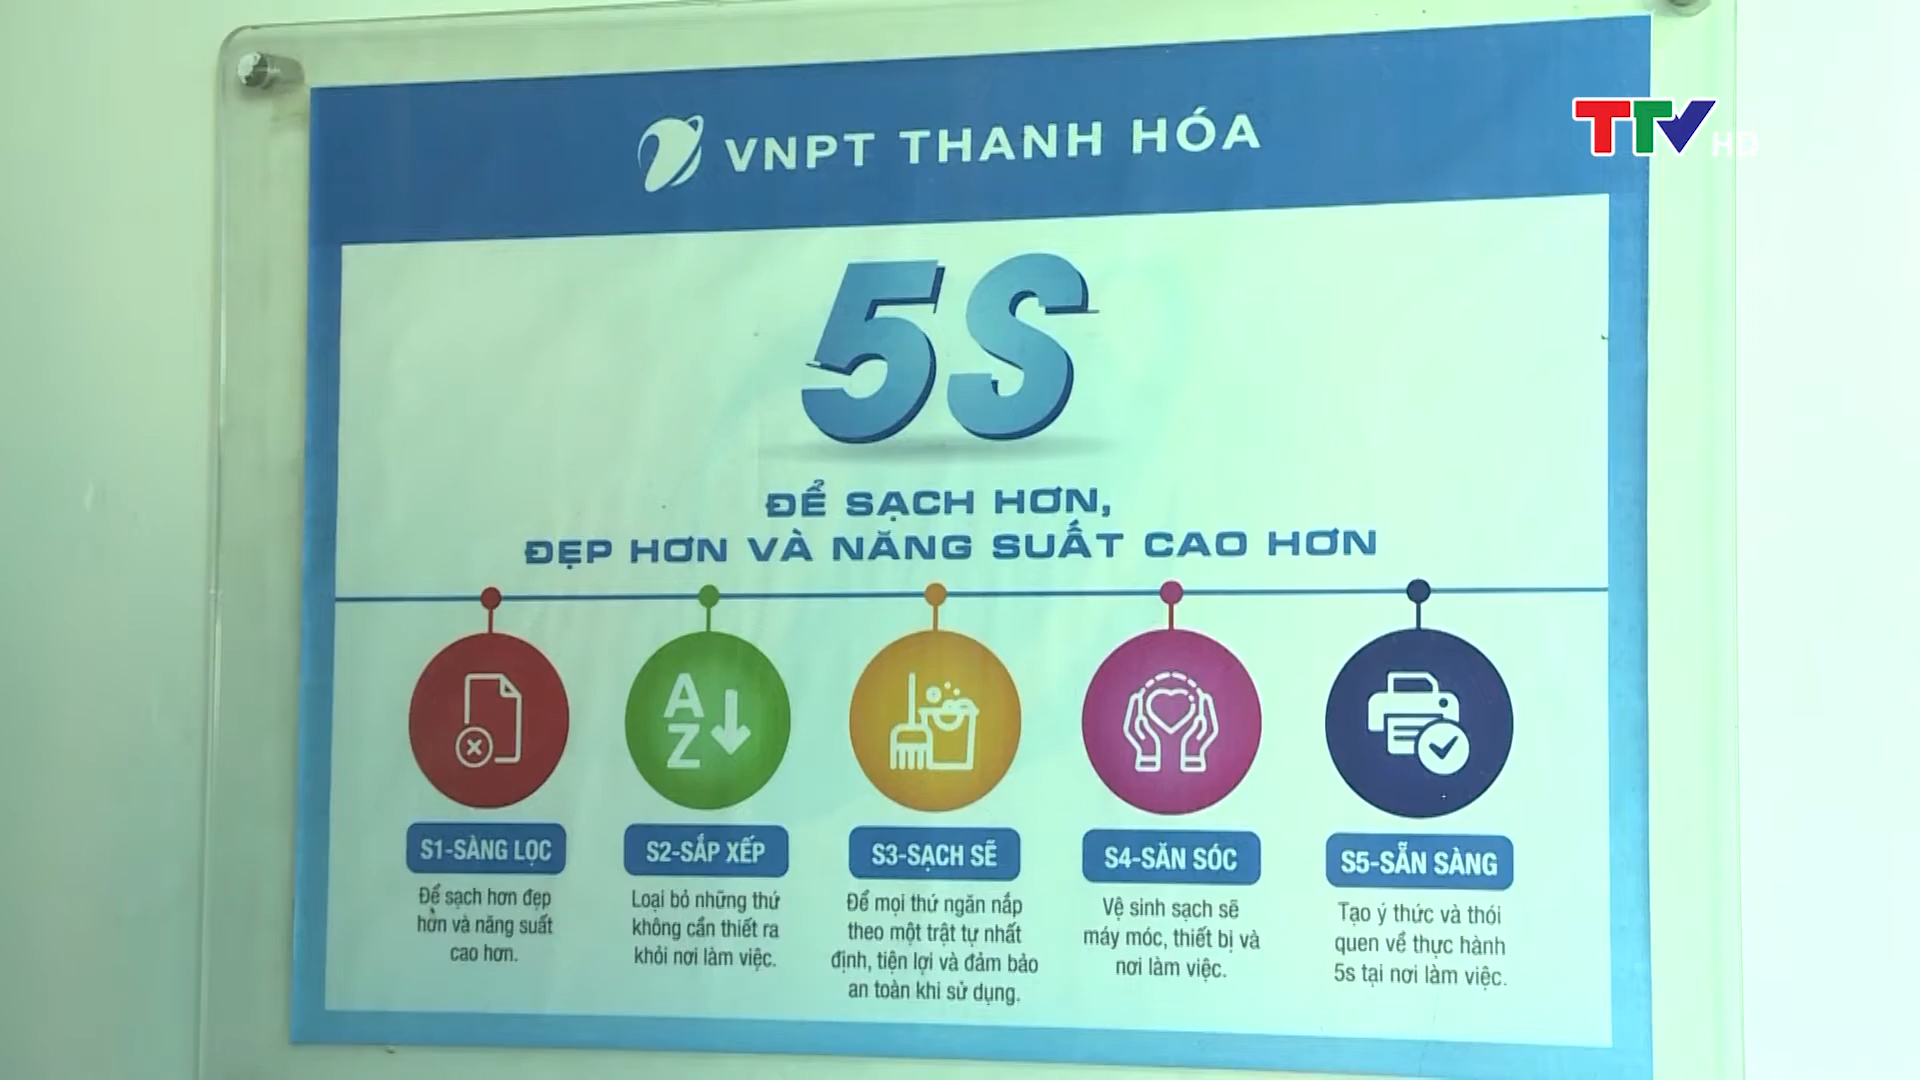 TTV HD
VNPT THANH HÓA
5S
ĐỂ SẠCH HƠN,
ĐẸP HƠN VÀ NĂNG SUẤT CAO HƠN
A
Z
S1-SÀNG LỌC
Để sạch hơn đẹp
hơn và năng suất
cao hơn.
S2-SẮP XẾP
Loại bỏ những thứ
không cần thiết ra
khỏi nơi làm việc.
S3-SẠCH SẼ
Để mọi thứ ngăn nắp
theo một trật tự nhất
định, tiện lợi và đảm bảo
an toàn khi sử dụng.
S4-SĂN SÓC
Vệ sinh sạch sẽ
máy móc, thiết bị và
nơi làm việc.
S5-SẴN SÀNG
Tạo ý thức và thói
quen về thực hành
5s tại nơi làm việc.